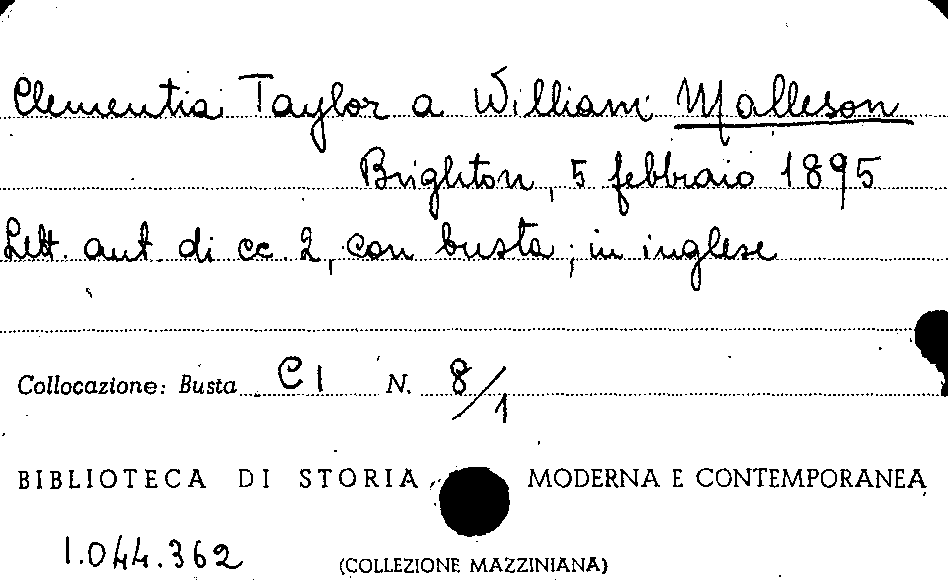 Clementia Taylor a William Malleson
Brighton, 5 febbraio 1895
Lett. aut. di cc. 2, con busta; in inglese
Collocazione: Busta C I N. 8/1
BIBLIOTECA DI STORIA MODERNA E CONTEMPORANEA
1.044.362 (COLLEZIONE MAZZINIANA)